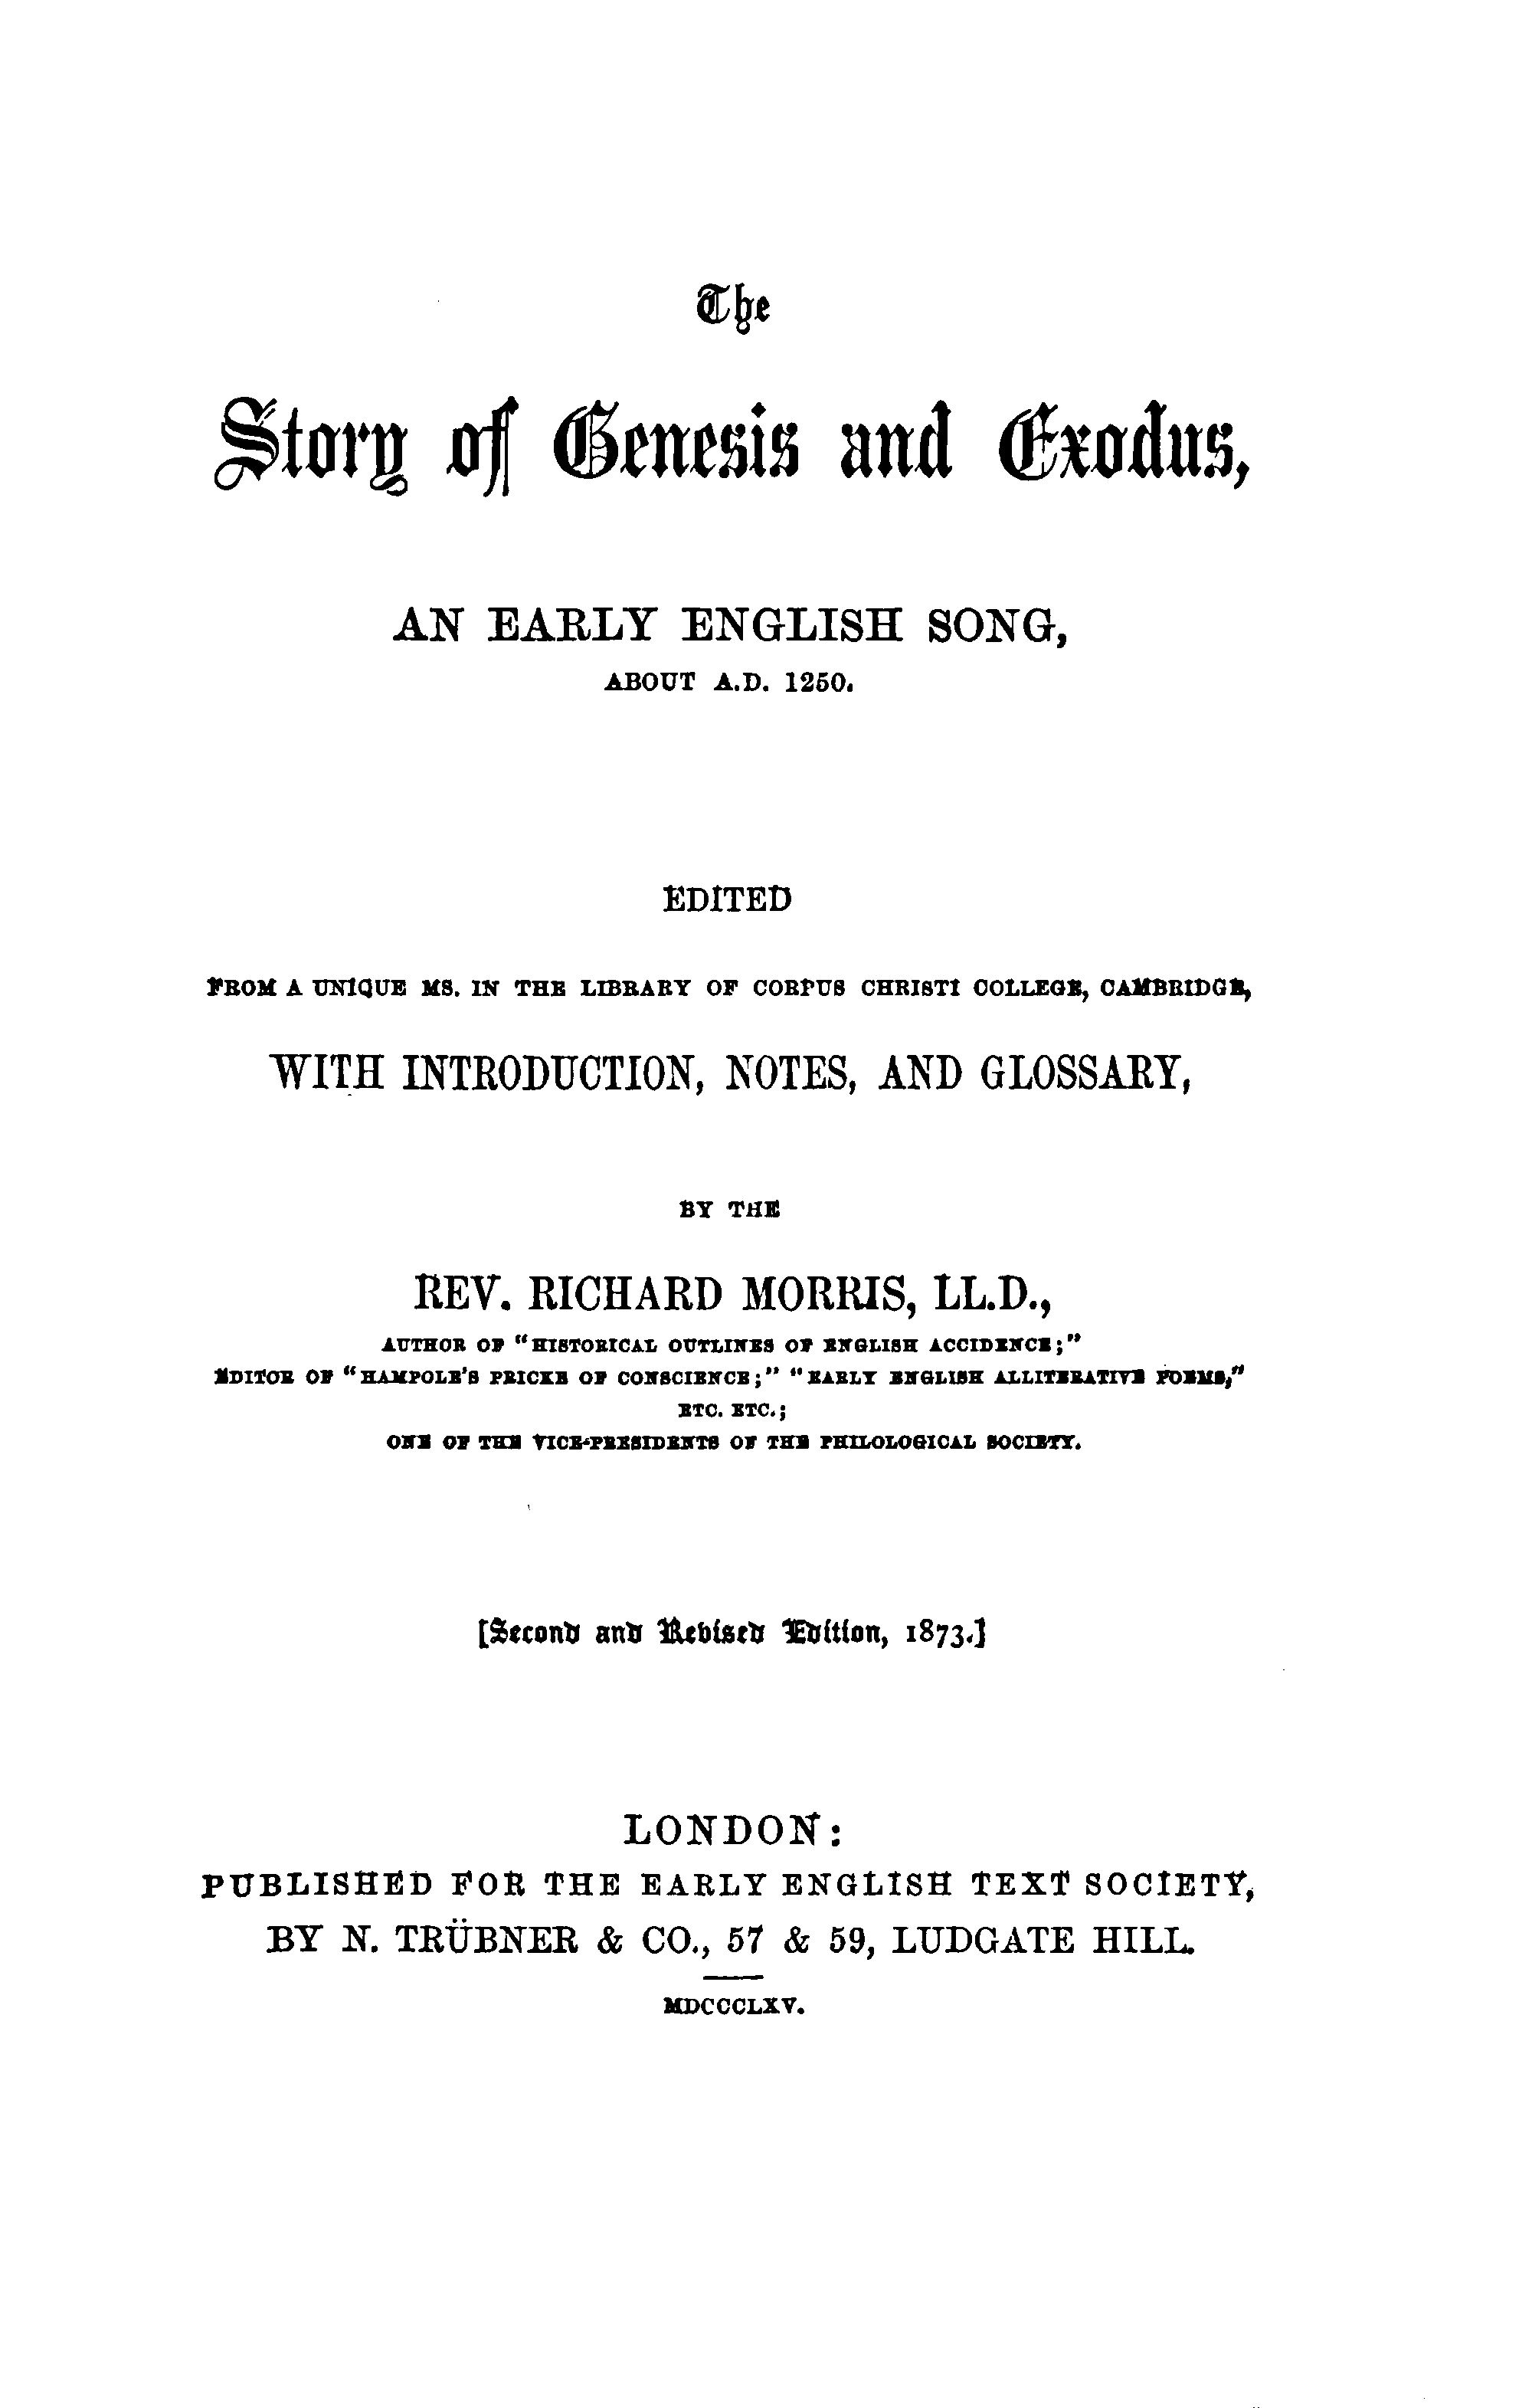 The
Story of Genesis and Exodus,
AN EARLY ENGLISH SONG,
ABOUT A.D. 1250.
EDITED
FROM A UNIQUE MS. IN THE LIBRARY OF CORPUS CHRISTI COLLEGE, CAMBRIDGE,
WITH INTRODUCTION, NOTES, AND GLOSSARY,
BY THE
REV. RICHARD MORRIS, LL.D.,
AUTHOR OF "HISTORICAL OUTLINES OF ENGLISH ACCIDENCE;"
EDITOR OF "HAMPOLE'S PRICKE OF CONSCIENCE;" "EARLY ENGLISH ALLITERATIVE POEMS,"
ETC. ETC.;
ONE OF THE VICE-PRESIDENTS OF THE PHILOLOGICAL SOCIETY.
[Second and Revised Edition, 1873.]
LONDON:
PUBLISHED FOR THE EARLY ENGLISH TEXT SOCIETY,
BY N. TRÜBNER & CO., 57 & 59, LUDGATE HILL.
MDCCCLXV.